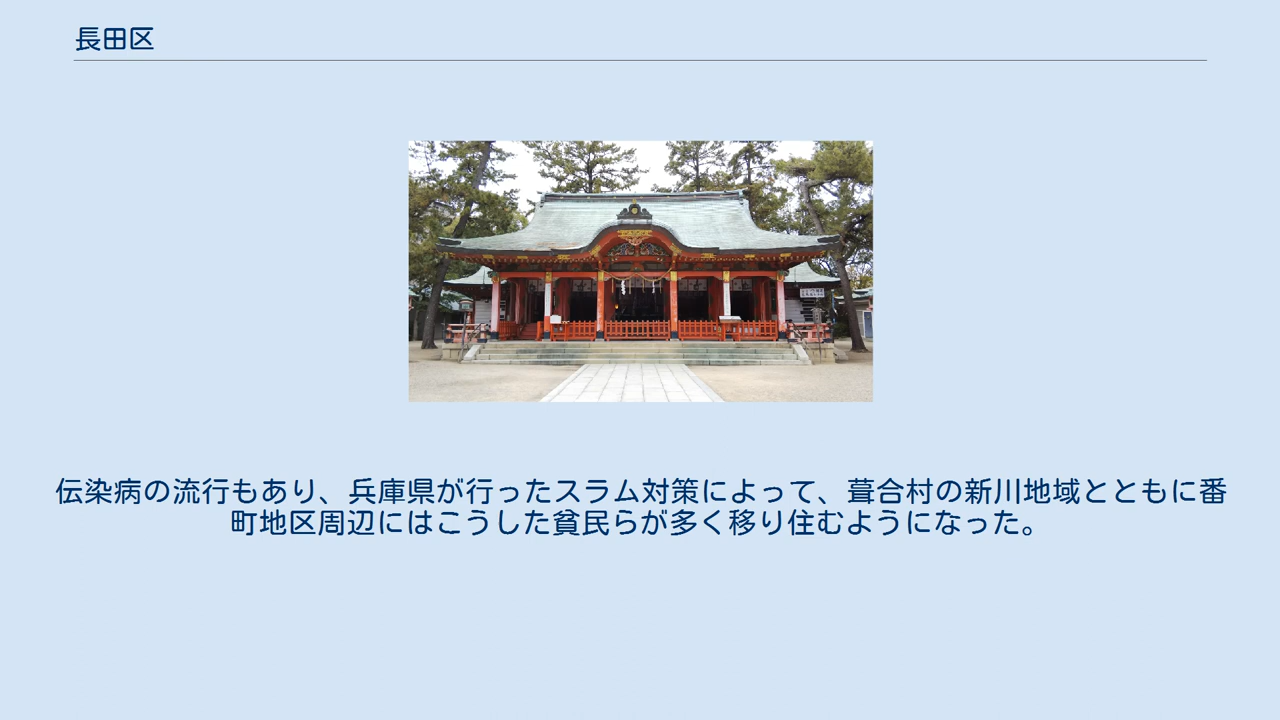 長田区
伝染病の流行もあり、兵庫県が行ったスラム対策によって、葺合村の新川地域とともに番
町地区周辺にはこうした貧民らが多く移り住むようになった。